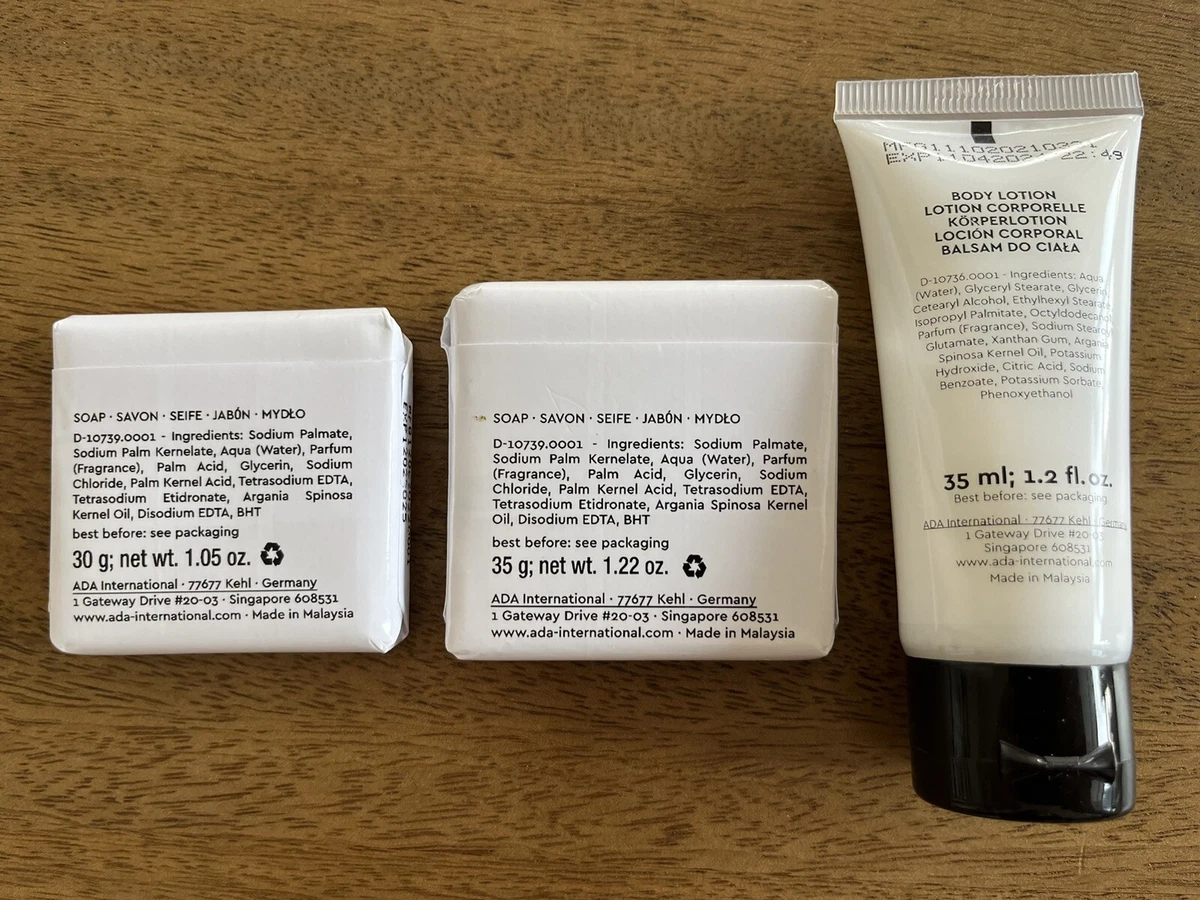 SOAP · SAVON · SEIFE · JABÓN · MYDŁO
D-10739.0001 - Ingredients: Sodium Palmate,
Sodium Palm Kernelate, Aqua (Water), Parfum
(Fragrance), Palm Acid, Glycerin, Sodium
Chloride, Palm Kernel Acid, Tetrasodium EDTA,
Tetrasodium Etidronate, Argania Spinosa
Kernel Oil, Disodium EDTA, BHT
best before: see packaging
30 g; net wt. 1.05 oz.
ADA International · 77677 Kehl · Germany
1 Gateway Drive #20-03 · Singapore 608531
www.ada-international.com · Made in Malaysia
SOAP · SAVON · SEIFE · JABÓN · MYDŁO
D-10739.0001 - Ingredients: Sodium Palmate,
Sodium Palm Kernelate, Aqua (Water), Parfum
(Fragrance), Palm Acid, Glycerin, Sodium
Chloride, Palm Kernel Acid, Tetrasodium EDTA,
Tetrasodium Etidronate, Argania Spinosa Kernel
Oil, Disodium EDTA, BHT
best before: see packaging
35 g; net wt. 1.22 oz.
ADA International · 77677 Kehl · Germany
1 Gateway Drive #20-03 · Singapore 608531
www.ada-international.com · Made in Malaysia
22:49
BODY LOTION
LOTION CORPORELLE
KÖRPERLOTION
LOCIÓN CORPORAL
BALSAM DO CIAŁA
D-10736.0001 - Ingredients: Aqua
(Water), Glyceryl Stearate, Glycerin,
Cetearyl Alcohol, Ethylhexyl Stearate,
Isopropyl Palmitate, Octyldodecanol,
Parfum (Fragrance), Sodium Stearoyl
Glutamate, Xanthan Gum, Argania
Spinosa Kernel Oil, Potassium
Hydroxide, Citric Acid, Sodium
Benzoate, Potassium Sorbate,
Phenoxyethanol
35 ml; 1.2 fl.oz.
Best before: see packaging
ADA International · 77677 Kehl · Germany
1 Gateway Drive #20-03
Singapore 608531
www.ada-international.com
Made in Malaysia